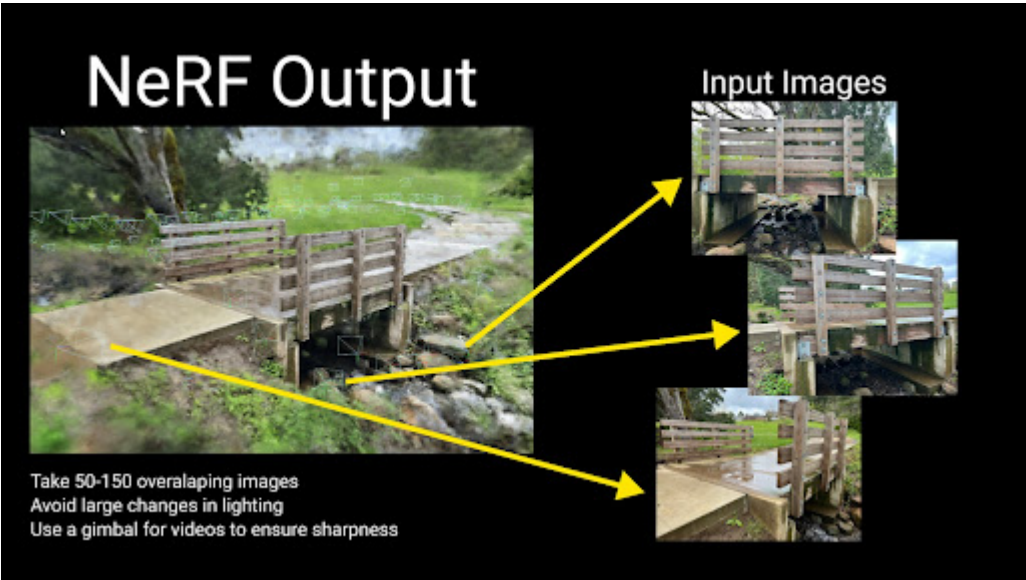 NeRF Output
Input Images
Take 50-150 overalaping images
Avoid large changes in lighting
Use a gimbal for videos to ensure sharpness